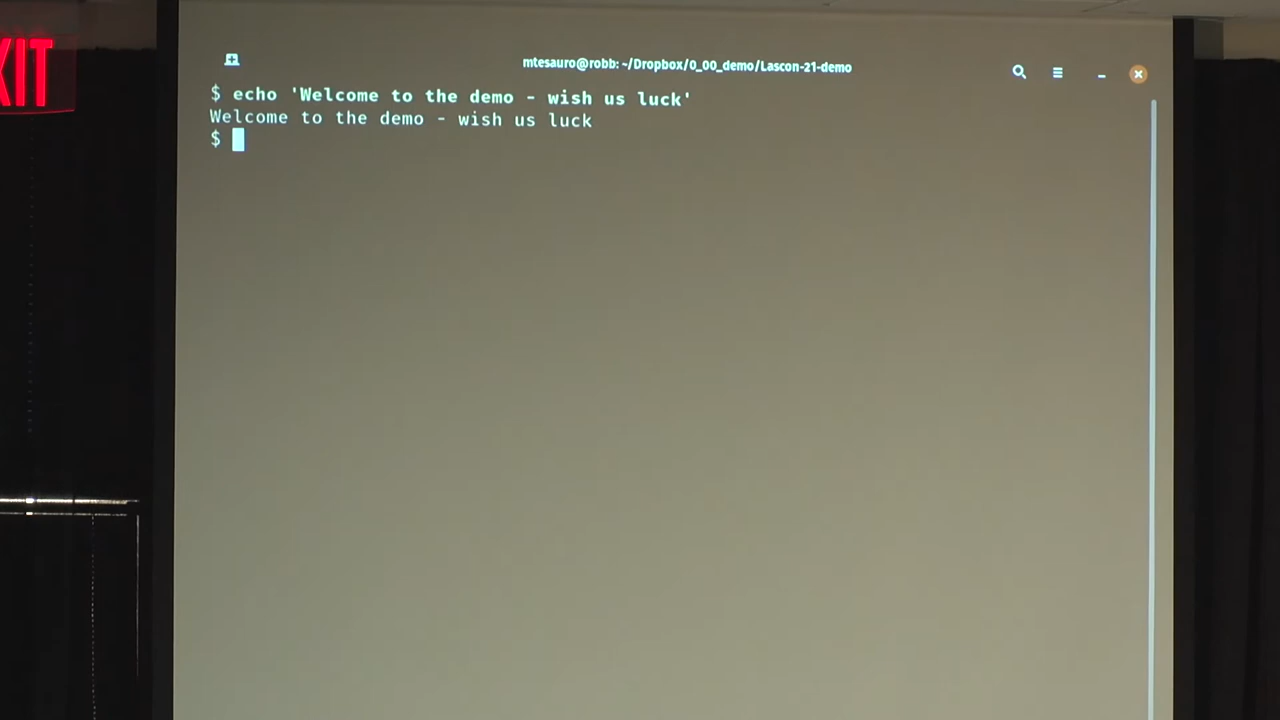 XIT
mtesauro@robb: ~/Dropbox/0_00_demo/Lascon-21-demo
$ echo 'Welcome to the demo - wish us luck'
Welcome to the demo - wish us luck
$